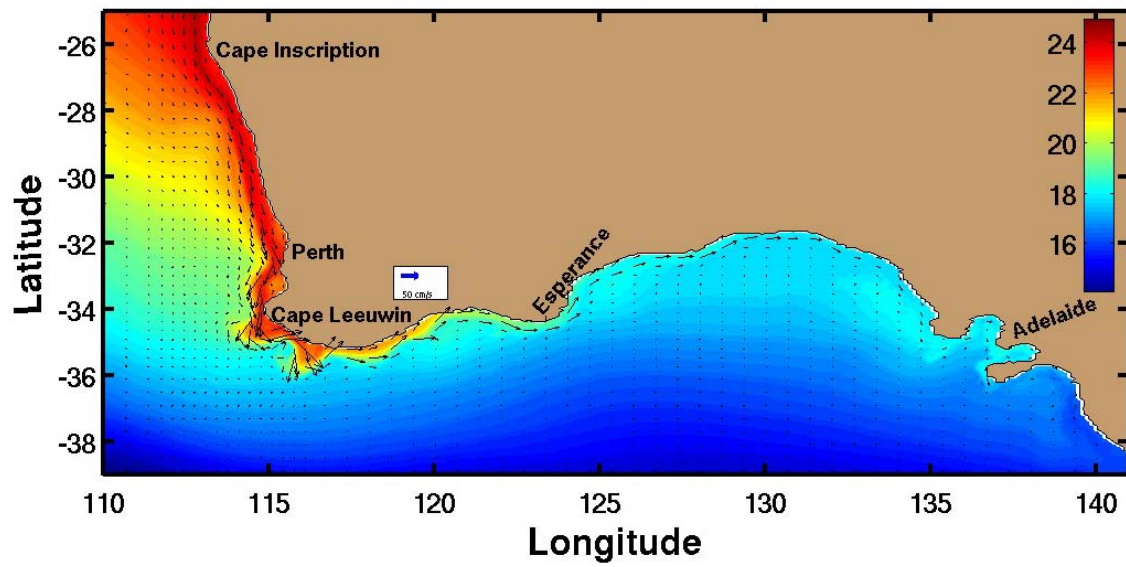 -26
-28
-30
-32
-34
-36
-38
Latitude
Cape Inscription
Perth
50 cm/s
Cape Leeuwin
Esperance
Adelaide
24
22
20
18
16
110
115
120
125
130
135
140
Longitude